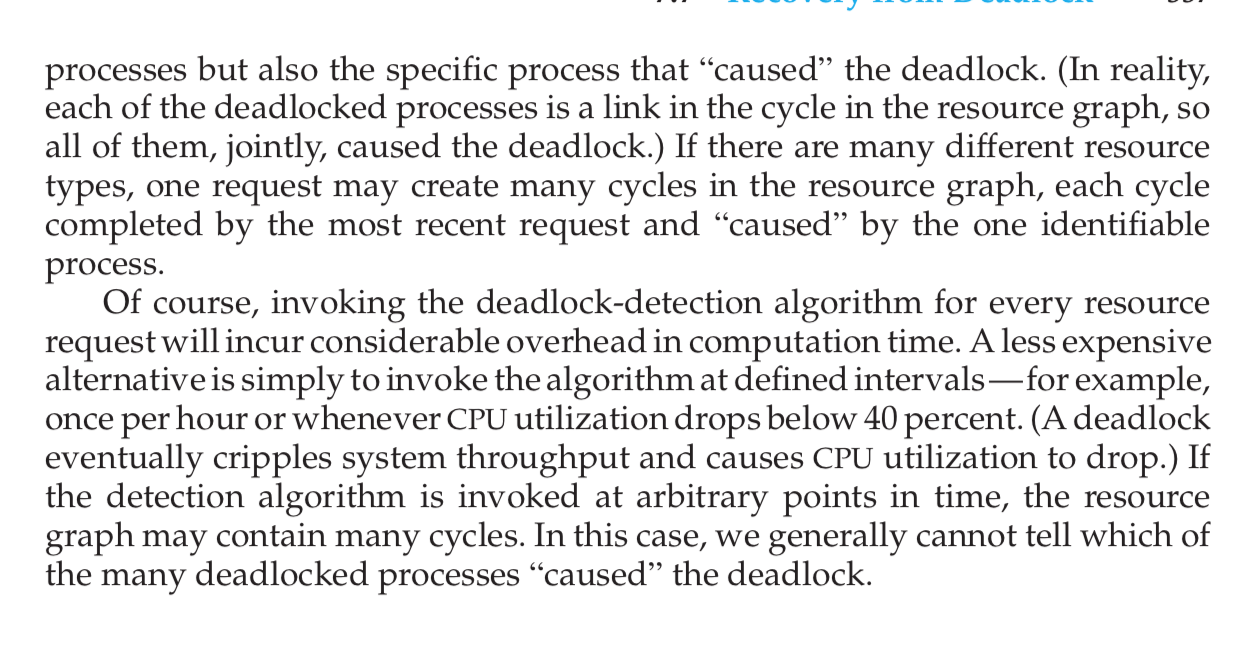 Recovery from Deadlock
processes but also the specific process that “caused” the deadlock. (In reality,
each of the deadlocked processes is a link in the cycle in the resource graph, so
all of them, jointly, caused the deadlock.) If there are many different resource
types, one request may create many cycles in the resource graph, each cycle
completed by the most recent request and “caused” by the one identifiable
process.
Of course, invoking the deadlock-detection algorithm for every resource
request will incur considerable overhead in computation time. A less expensive
alternative is simply to invoke the algorithm at defined intervals—for example,
once per hour or whenever CPU utilization drops below 40 percent. (A deadlock
eventually cripples system throughput and causes CPU utilization to drop.) If
the detection algorithm is invoked at arbitrary points in time, the resource
graph may contain many cycles. In this case, we generally cannot tell which of
the many deadlocked processes “caused” the deadlock.